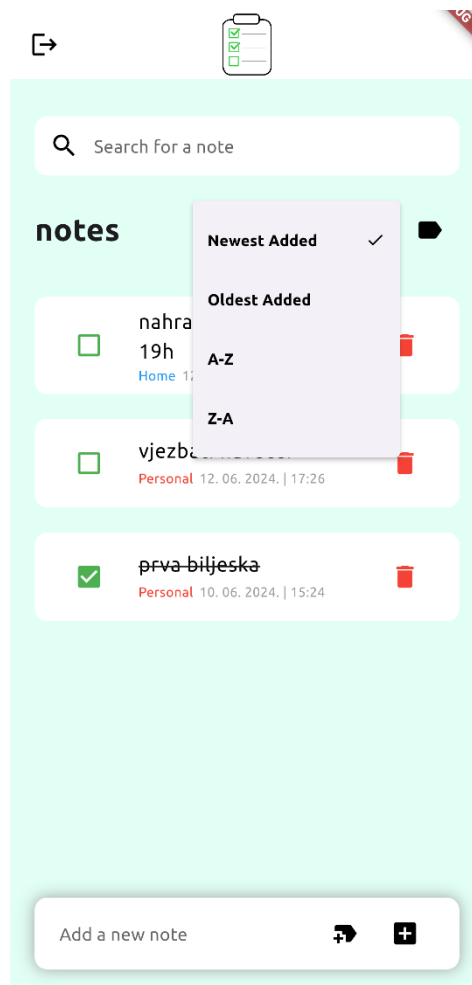 Search for a note
notes
Newest Added
Oldest Added
A-Z
Z-A
19h
Home
Personal 12. 06. 2024. | 17:26
prva biljeska
Personal 10. 06. 2024. | 15:24
Add a new note